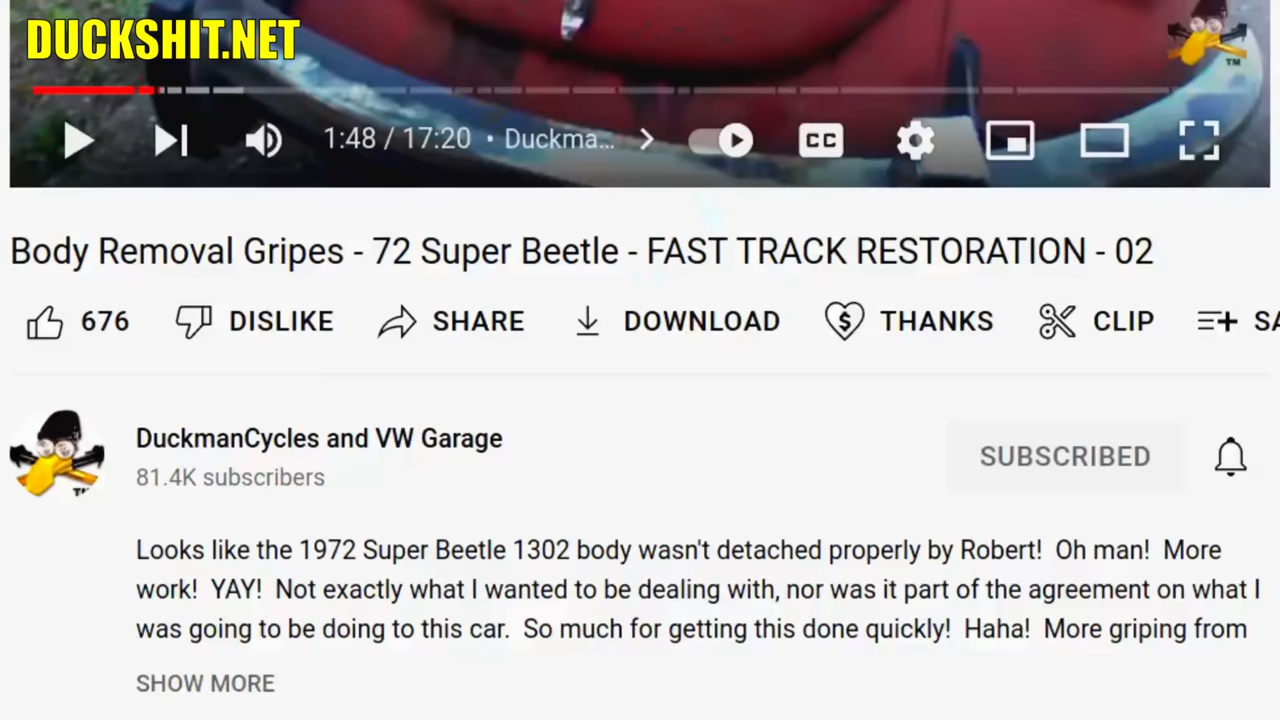 DUCKSHIT.NET
TM
1:48 / 17:20 • Duckma...
CC
Body Removal Gripes - 72 Super Beetle - FAST TRACK RESTORATION - 02
676 DISLIKE SHARE DOWNLOAD $ THANKS CLIP SA
DuckmanCycles and VW Garage
81.4K subscribers
SUBSCRIBED
Looks like the 1972 Super Beetle 1302 body wasn't detached properly by Robert!  Oh man!  More
work!  YAY!  Not exactly what I wanted to be dealing with, nor was it part of the agreement on what I
was going to be doing to this car.  So much for getting this done quickly!  Haha!  More griping from
SHOW MORE